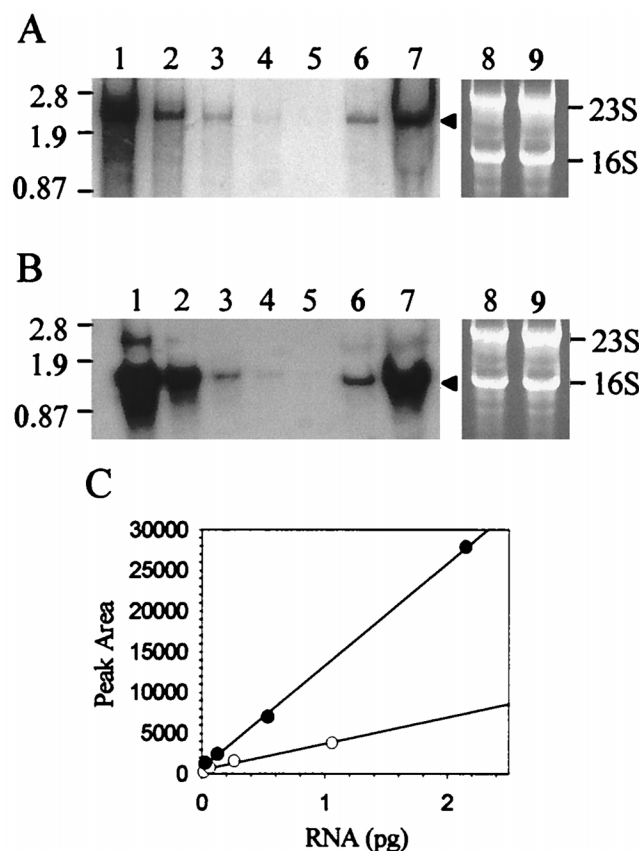 A
1 2 3 4 5 6 7 8 9
2.8
1.9
0.87
23S
16S
B
1 2 3 4 5 6 7 8 9
2.8
1.9
0.87
23S
16S
C
30000
25000
20000
15000
10000
5000
0
Peak Area
0 1 2
RNA (pg)